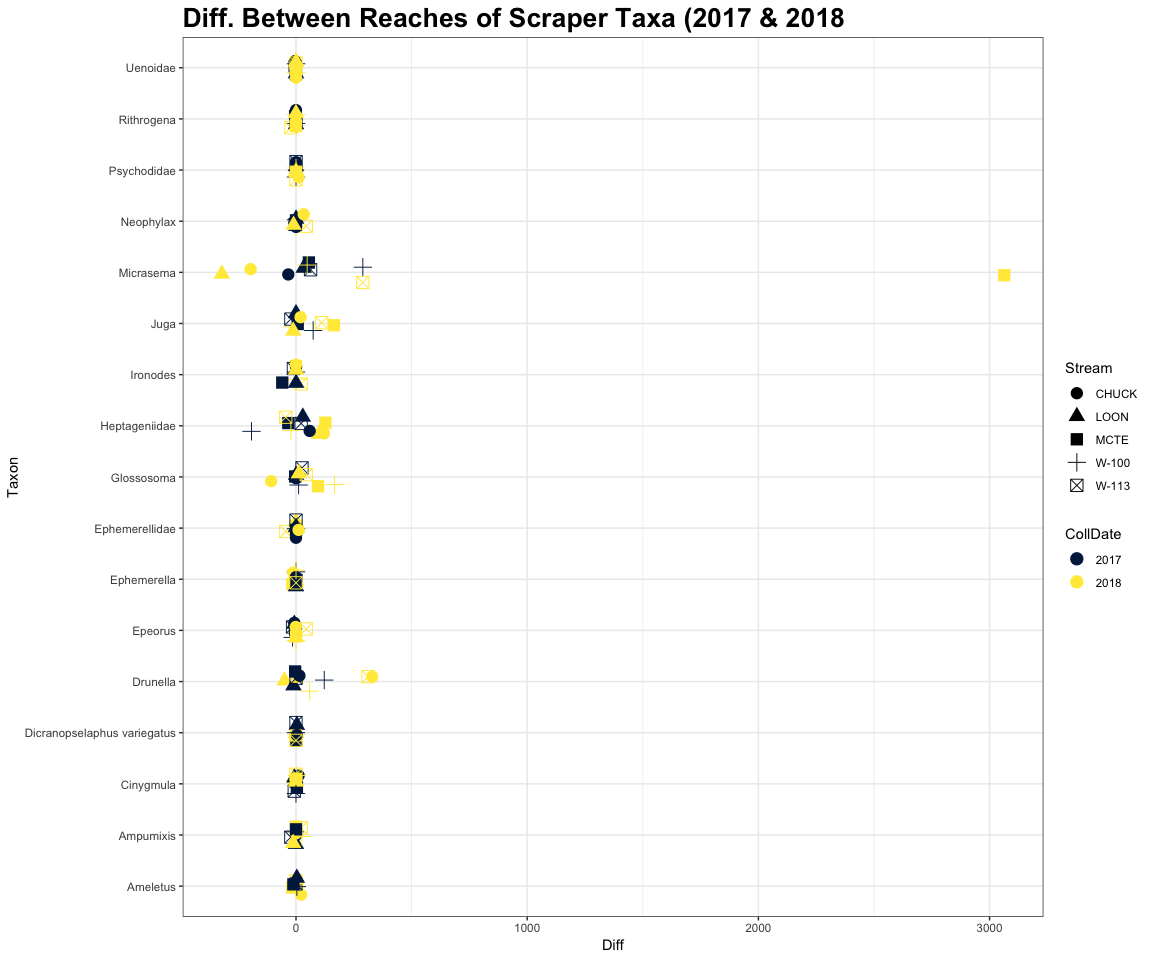 Diff. Between Reaches of Scraper Taxa (2017 & 2018
Uenoidae
Rithrogena
Psychodidae
Neophylax
Micrasema
Juga
Ironodes
Heptageniidae
Glossosoma
Ephemerellidae
Ephemerella
Epeorus
Drunella
Dicranopselaphus variegatus
Cinygmula
Ampumixis
Ameletus
Taxon
0 1000 2000 3000
Diff
Stream
CHUCK
LOON
MCTE
W-100
W-113
CollDate
2017
2018